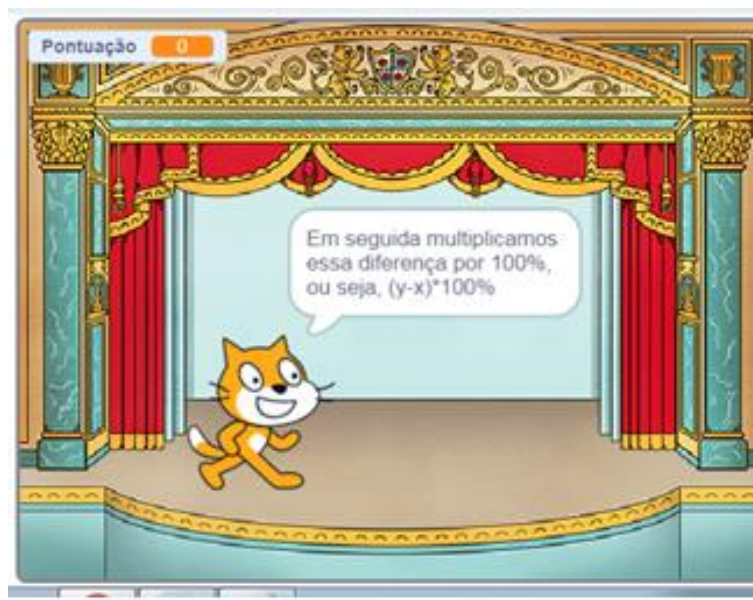 Pontuação 0
Em seguida multiplicamos
essa diferença por 100%,
ou seja, (y-x)*100%